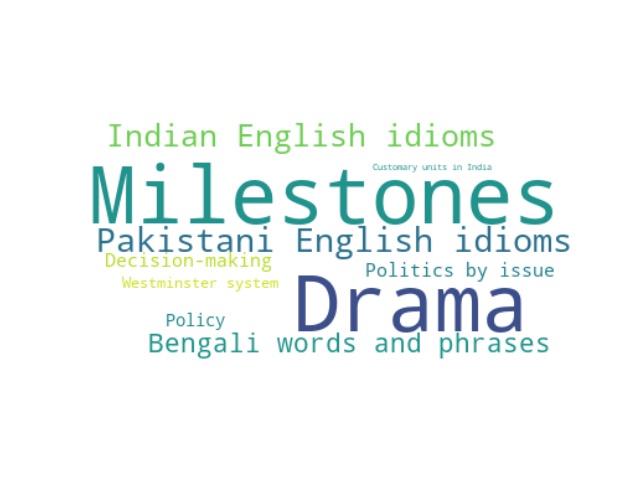 Indian English idioms
Customary units in India
Milestones
Pakistani English idioms
Decision-making
Politics by issue
Westminster system
Drama
Policy
Bengali words and phrases